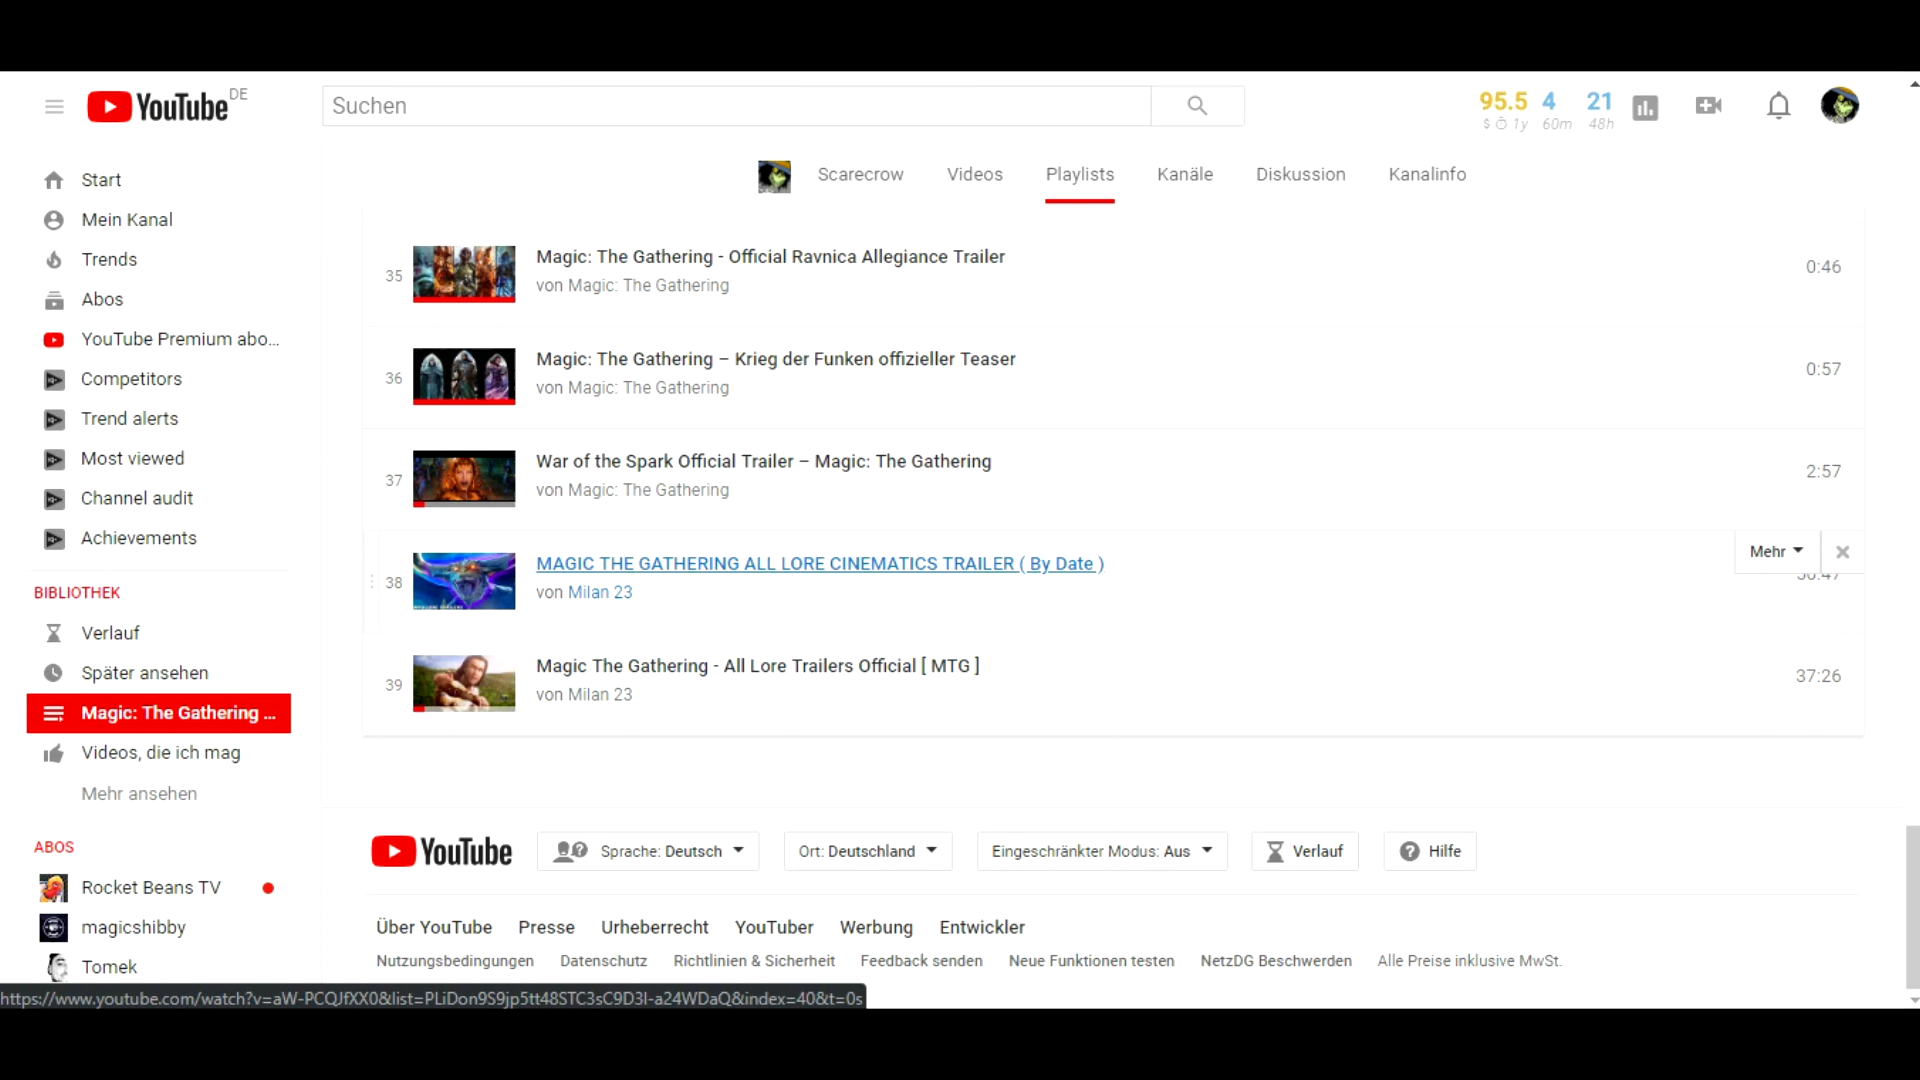 YouTube DE
Suchen
95.5 4 21
$ 1y 60m 48h
Scarecrow Videos Playlists Kanäle Diskussion Kanalinfo
Start
Mein Kanal
Trends
Abos
YouTube Premium abo...
Competitors
Trend alerts
Most viewed
Channel audit
Achievements
BIBLIOTHEK
Verlauf
Später ansehen
Magic: The Gathering ...
Videos, die ich mag
Mehr ansehen
ABOS
Rocket Beans TV
magicshibby
Tomek
35
Magic: The Gathering - Official Ravnica Allegiance Trailer
von Magic: The Gathering
0:46
36
Magic: The Gathering – Krieg der Funken offizieller Teaser
von Magic: The Gathering
0:57
37
War of the Spark Official Trailer – Magic: The Gathering
von Magic: The Gathering
2:57
38
MAGIC THE GATHERING ALL LORE CINEMATICS TRAILER ( By Date )
von Milan 23
Mehr
39
Magic The Gathering - All Lore Trailers Official [ MTG ]
von Milan 23
37:26
YouTube Sprache: Deutsch Ort: Deutschland Eingeschränkter Modus: Aus Verlauf Hilfe
Über YouTube Presse Urheberrecht YouTuber Werbung Entwickler
Nutzungsbedingungen Datenschutz Richtlinien & Sicherheit Feedback senden Neue Funktionen testen NetzDG Beschwerden Alle Preise inklusive MwSt.
https://www.youtube.com/watch?v=aW-PCQJfXX0&list=PLiDon9S9jp5tt48STC3sC9D3l-a24WDaQ&index=40&t=0s